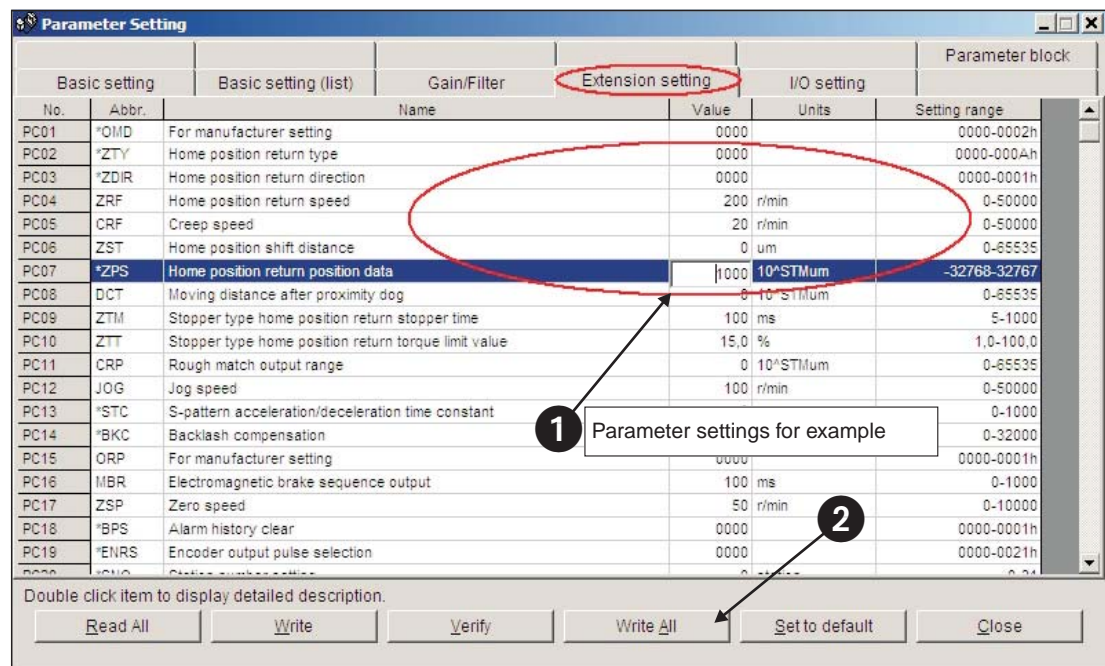 Parameter Setting
Parameter block
Basic setting Basic setting (list) Gain/Filter Extension setting I/O setting
No. Abbr. Name Value Units Setting range
PC01 *OMD For manufacturer setting 0000 0000-0002h
PC02 *ZTY Home position return type 0000 0000-000Ah
PC03 *ZDIR Home position return direction 0000 0000-0001h
PC04 ZRF Home position return speed 200 r/min 0-50000
PC05 CRF Creep speed 20 r/min 0-50000
PC06 ZST Home position shift distance 0 um 0-65535
PC07 *ZPS Home position return position data 1000 10^STMum -32768-32767
PC08 DCT Moving distance after proximity dog 0 10^STMum 0-65535
PC09 ZTM Stopper type home position return stopper time 100 ms 5-1000
PC10 ZTT Stopper type home position return torque limit value 15,0 % 1,0-100,0
PC11 CRP Rough match output range 0 10^STMum 0-65535
PC12 JOG Jog speed 100 r/min 0-50000
PC13 *STC S-pattern acceleration/deceleration time constant 0-1000
1 Parameter settings for example
PC14 *BKC Backlash compensation 0-32000
PC15 ORP For manufacturer setting 0000 0000-0001h
PC16 MBR Electromagnetic brake sequence output 100 ms 0-1000
PC17 ZSP Zero speed 50 r/min 0-10000
2
PC18 *BPS Alarm history clear 0000 0000-0001h
PC19 *ENRS Encoder output pulse selection 0000 0000-0021h
Double click item to display detailed description.
Read All Write Verify Write All Set to default Close